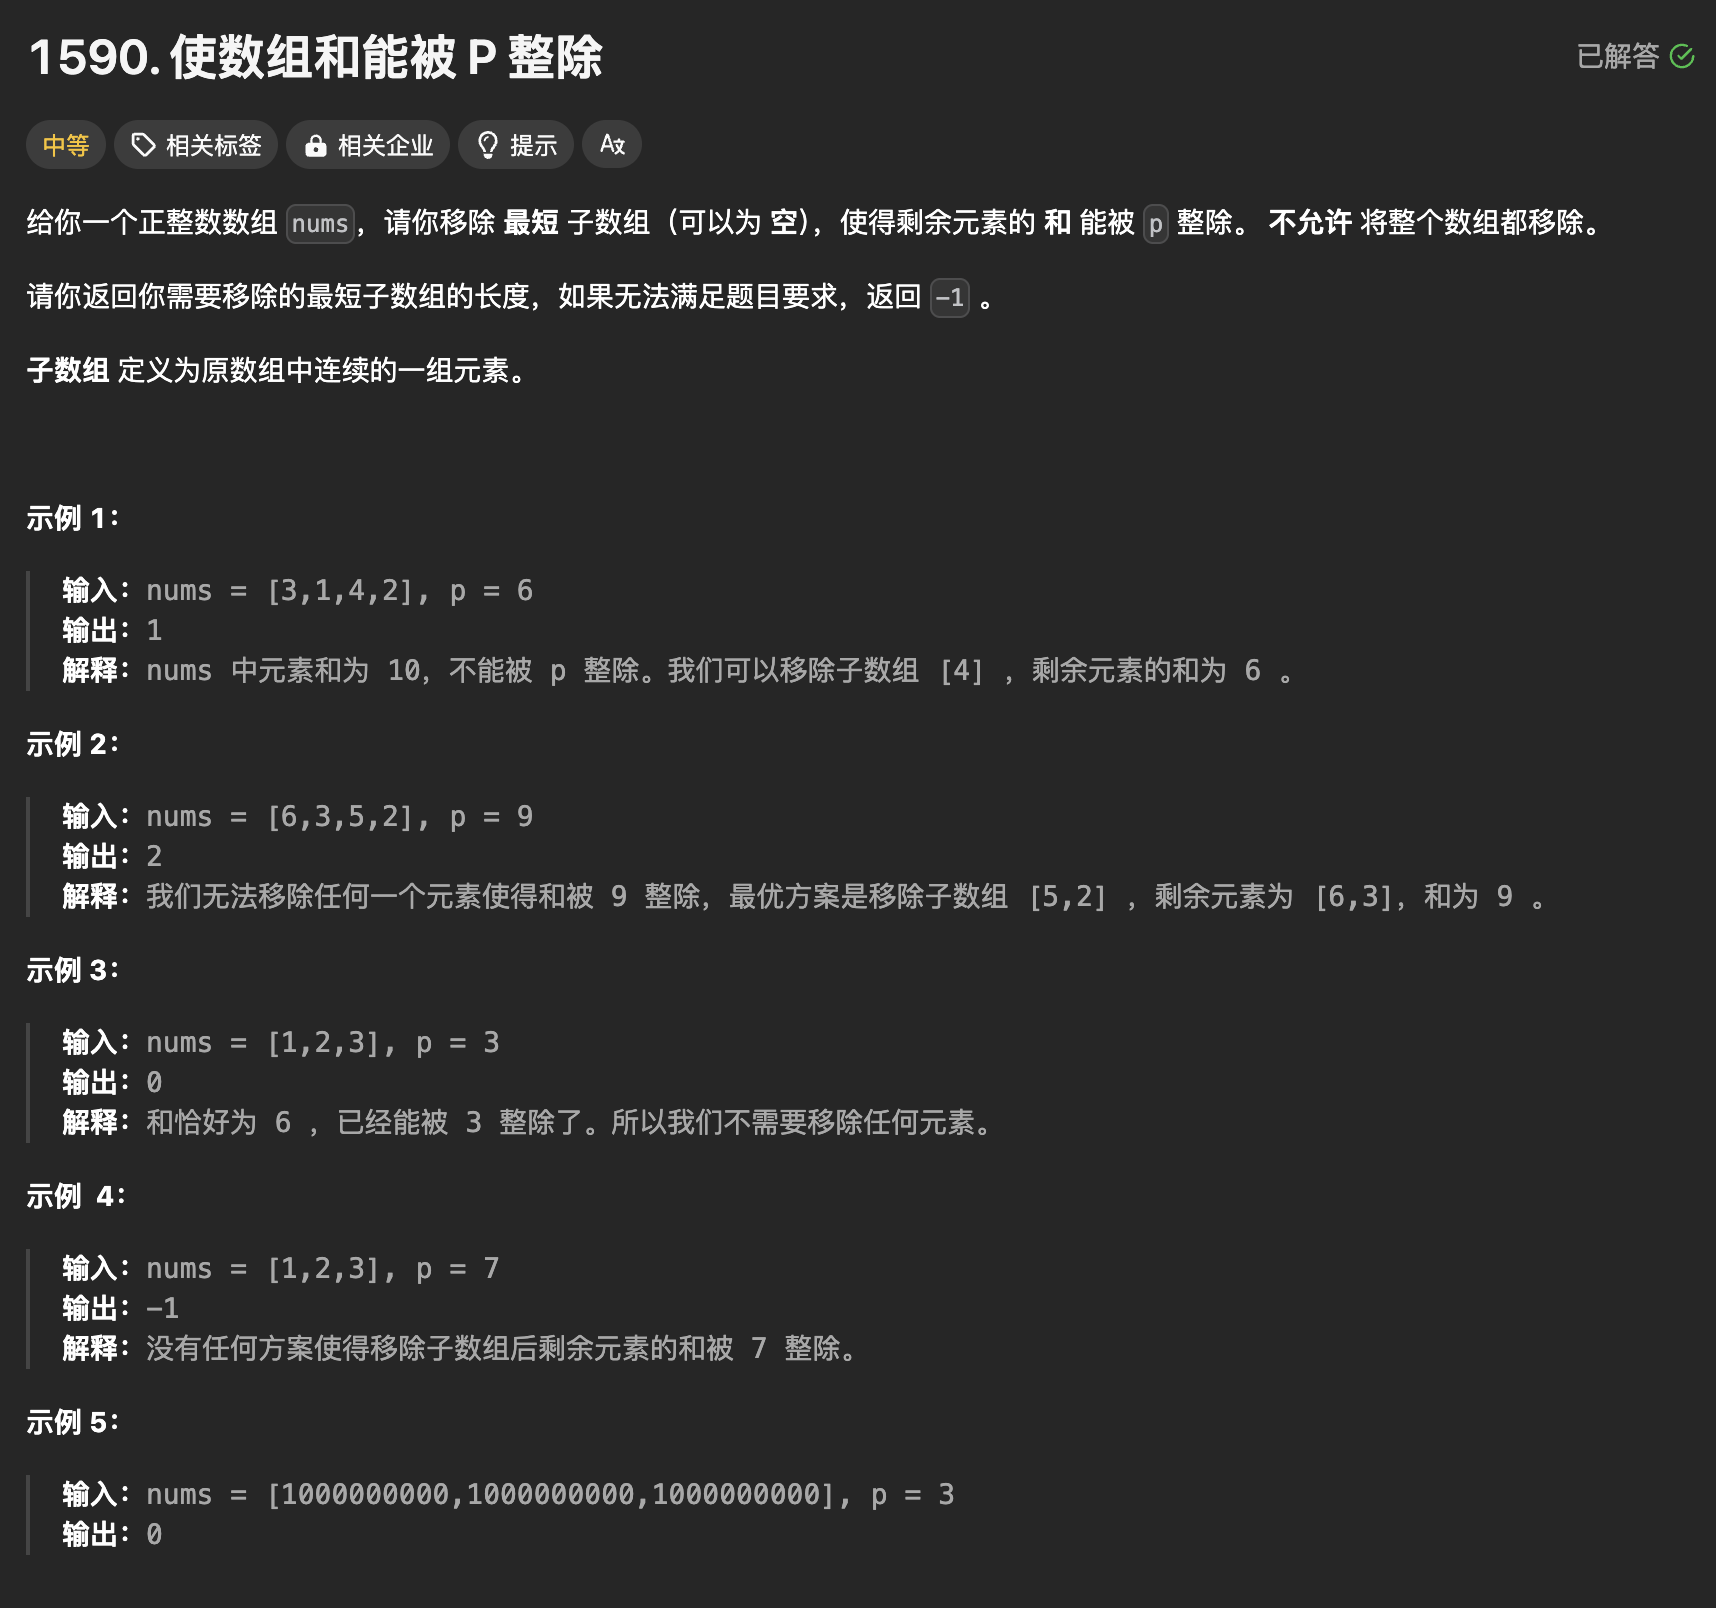 1590. 使数组和能被 P 整除
已解答
中等 相关标签 相关企业 提示
给你一个正整数数组 nums，请你移除 最短 子数组（可以为 空），使得剩余元素的 和 能被 p 整除。 不允许 将整个数组都移除。
请你返回你需要移除的最短子数组的长度，如果无法满足题目要求，返回 -1 。
子数组 定义为原数组中连续的一组元素。
示例 1：
输入：nums = [3,1,4,2], p = 6
输出：1
解释：nums 中元素和为 10，不能被 p 整除。我们可以移除子数组 [4] ，剩余元素的和为 6 。
示例 2：
输入：nums = [6,3,5,2], p = 9
输出：2
解释：我们无法移除任何一个元素使得和被 9 整除，最优方案是移除子数组 [5,2] ，剩余元素为 [6,3]，和为 9 。
示例 3：
输入：nums = [1,2,3], p = 3
输出：0
解释：和恰好为 6 ，已经能被 3 整除了。所以我们不需要移除任何元素。
示例  4：
输入：nums = [1,2,3], p = 7
输出：-1
解释：没有任何方案使得移除子数组后剩余元素的和被 7 整除。
示例 5：
输入：nums = [1000000000,1000000000,1000000000], p = 3
输出：0